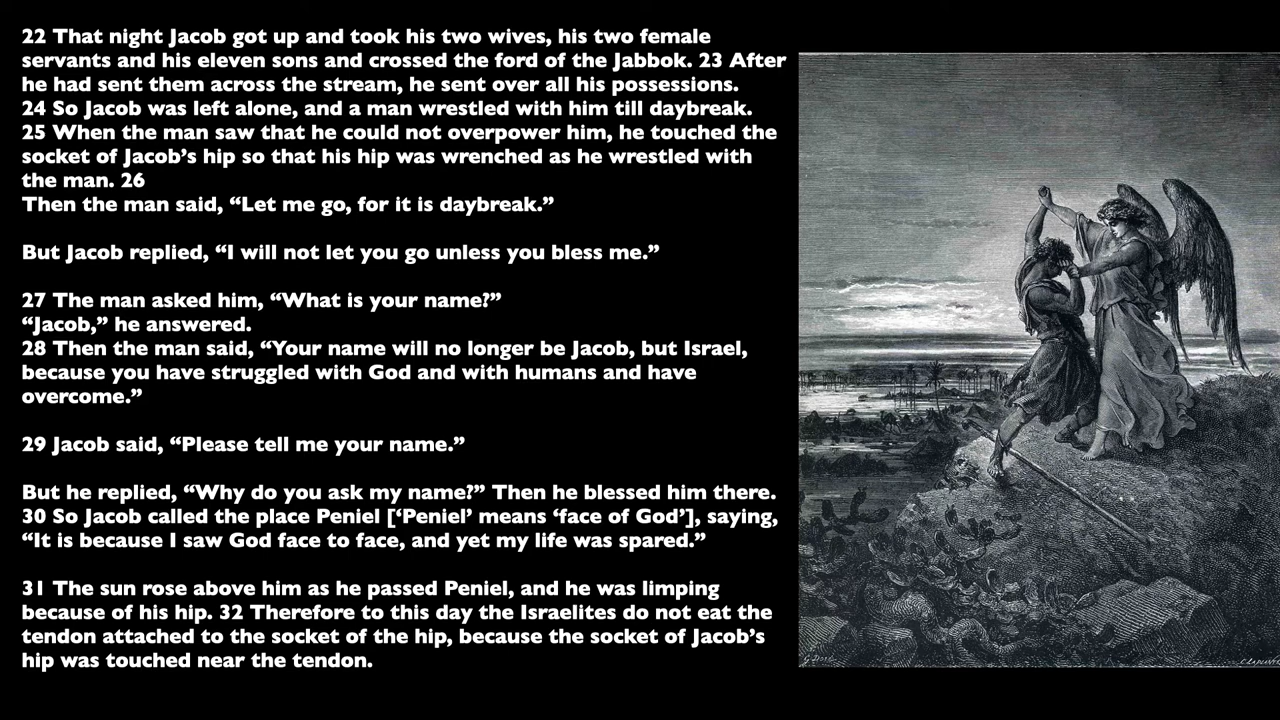 22 That night Jacob got up and took his two wives, his two female
servants and his eleven sons and crossed the ford of the Jabbok. 23 After
he had sent them across the stream, he sent over all his possessions.
24 So Jacob was left alone, and a man wrestled with him till daybreak.
25 When the man saw that he could not overpower him, he touched the
socket of Jacob’s hip so that his hip was wrenched as he wrestled with
the man. 26
Then the man said, “Let me go, for it is daybreak.”
But Jacob replied, “I will not let you go unless you bless me.”
27 The man asked him, “What is your name?”
“Jacob,” he answered.
28 Then the man said, “Your name will no longer be Jacob, but Israel,
because you have struggled with God and with humans and have
overcome.”
29 Jacob said, “Please tell me your name.”
But he replied, “Why do you ask my name?” Then he blessed him there.
30 So Jacob called the place Peniel [‘Peniel’ means ‘face of God’], saying,
“It is because I saw God face to face, and yet my life was spared.”
31 The sun rose above him as he passed Peniel, and he was limping
because of his hip. 32 Therefore to this day the Israelites do not eat the
tendon attached to the socket of the hip, because the socket of Jacob’s
hip was touched near the tendon.